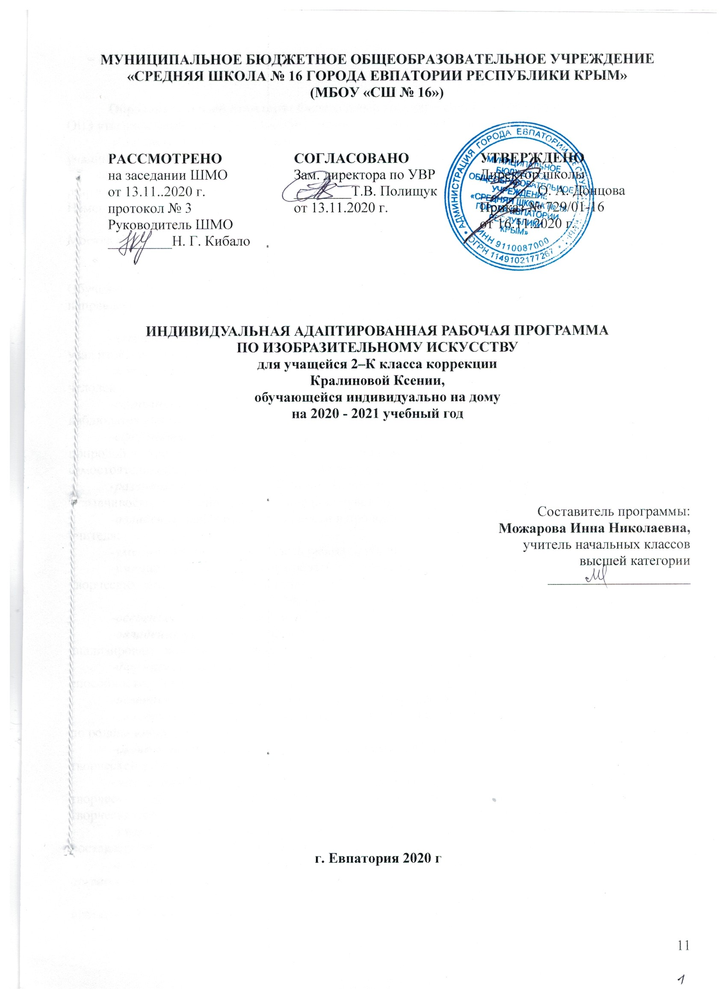 МУНИЦИПАЛЬНОЕ БЮДЖЕТНОЕ ОБЩЕОБРАЗОВАТЕЛЬНОЕ УЧРЕЖДЕНИЕ
«СРЕДНЯЯ ШКОЛА № 16 ГОРОДА ЕВПАТОРИИ РЕСПУБЛИКИ КРЫМ»
(МБОУ «СШ № 16»)
РАССМОТРЕНО
на заседании ШМО
от 13.11..2020 г.
протокол № 3
Руководитель ШМО
Н. Г. Кибало
СОГЛАСОВАНО
Зам. директора по УВР
Т.В. Полищук
от 13.11.2020 г.
УТВЕРЖДЕНО
Директор школы
О. А. Донцова
Приказ № 729/01-16
от 16.11.2020 г.
АДМИНИСТРАЦИЯ ГОРОДА ЕВПАТОРИИ
МУНИЦИПАЛЬНОЕ
БЮДЖЕТНОЕ
ОБЩЕОБРАЗОВАТЕЛЬНОЕ
УЧРЕЖДЕНИЕ
«СРЕДНЯЯ ШКОЛА № 16
ГОРОДА ЕВПАТОРИИ
РЕСПУБЛИКИ
КРЫМ»
ИНН 9110087000
ОГРН 1149102177267
ИНДИВИДУАЛЬНАЯ АДАПТИРОВАННАЯ РАБОЧАЯ ПРОГРАММА
ПО ИЗОБРАЗИТЕЛЬНОМУ ИСКУССТВУ
для учащейся 2–К класса коррекции
Кралиновой Ксении,
обучающейся индивидуально на дому
на 2020 - 2021 учебный год
Составитель программы:
Можарова Инна Николаевна,
учитель начальных классов
высшей категории
г. Евпатория 2020 г
11
1